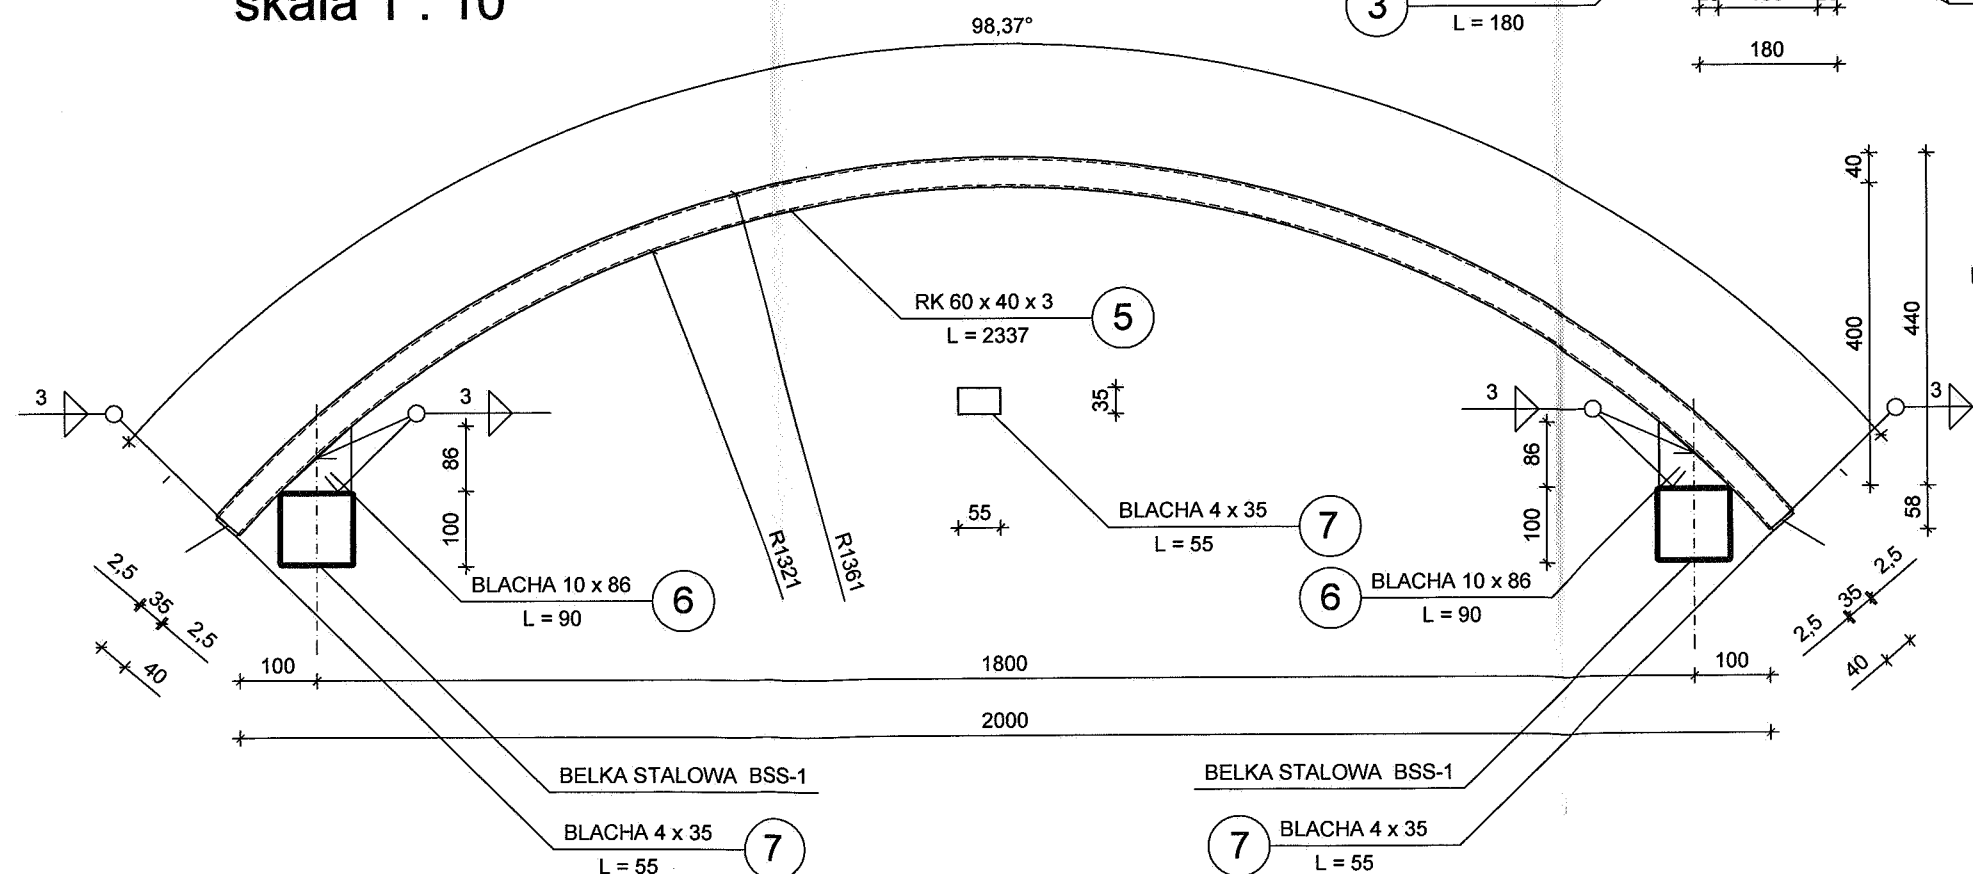 skala 1 : 10
3
L = 180
180
98,37°
40
400
440
58
RK 60 x 40 x 3
L = 2337
5
35
55
3
3
3
3
86
100
86
100
R1321
R1361
BLACHA 4 x 35
L = 55
7
BLACHA 10 x 86
L = 90
6
6
BLACHA 10 x 86
L = 90
2,5
35
2,5
40
2,5
35
2,5
40
100
1800
100
2000
BELKA STALOWA BSS-1
BELKA STALOWA BSS-1
BLACHA 4 x 35
L = 55
7
7
BLACHA 4 x 35
L = 55